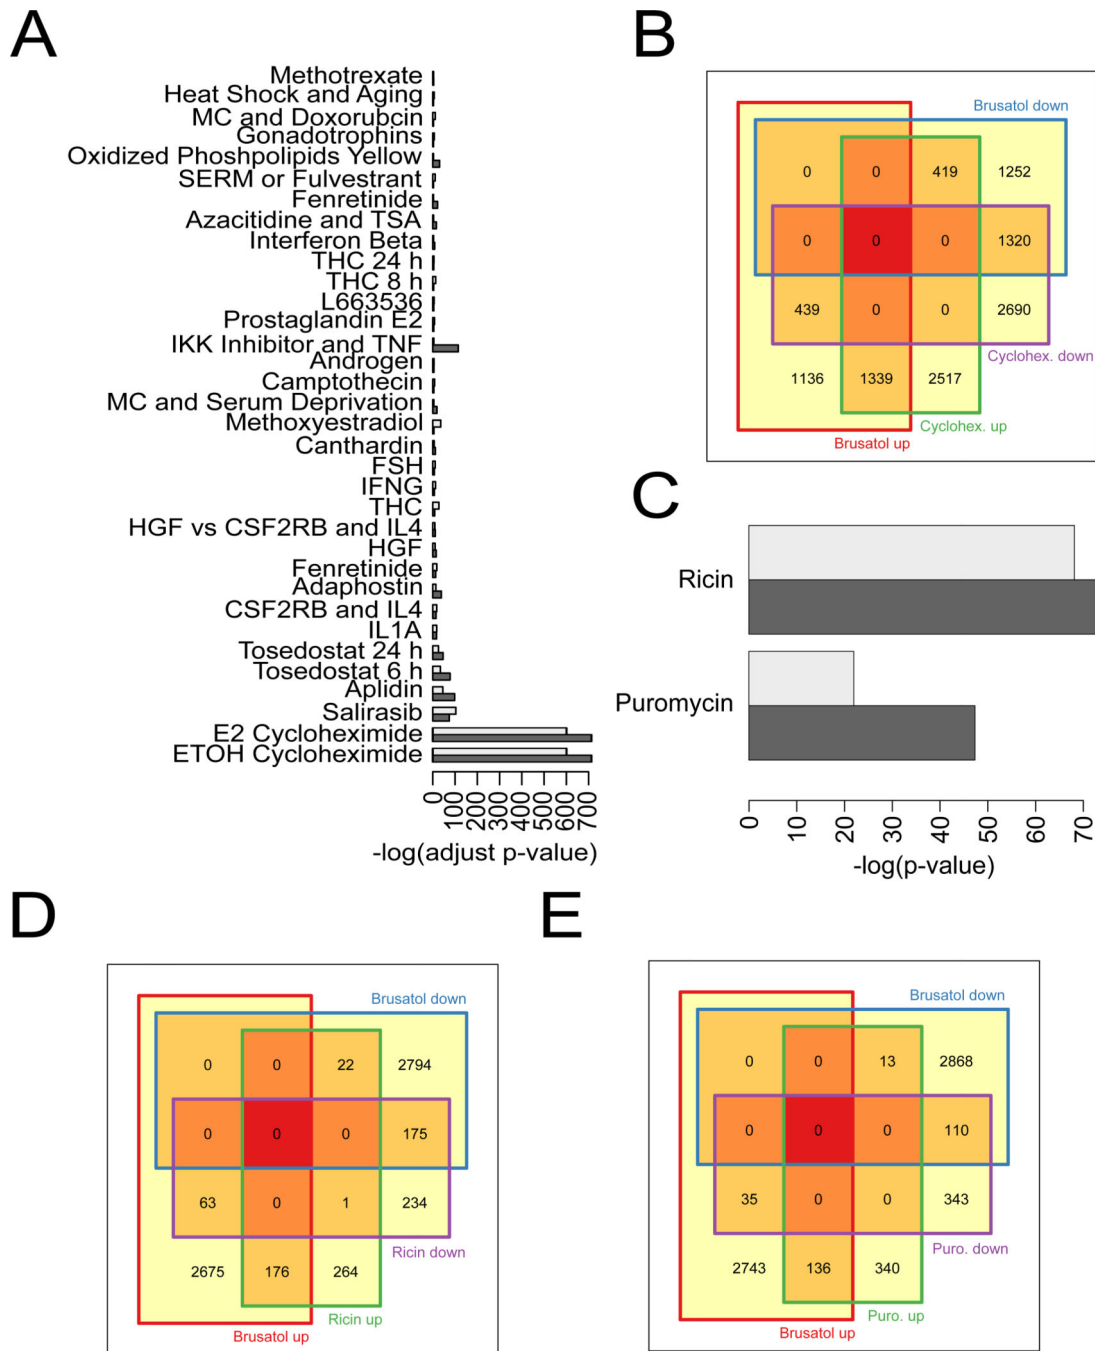 A
Methotrexate
Heat Shock and Aging
MC and Doxorubcin
Gonadotrophins
Oxidized Phoshpolipids Yellow
SERM or Fulvestrant
Fenretinide
Azacitidine and TSA
Interferon Beta
THC 24 h
THC 8 h
L663536
Prostaglandin E2
IKK Inhibitor and TNF
Androgen
Camptothecin
MC and Serum Deprivation
Methoxyestradiol
Canthardin
FSH
IFNG
THC
HGF vs CSF2RB and IL4
HGF
Fenretinide
Adaphostin
CSF2RB and IL4
IL1A
Tosedostat 24 h
Tosedostat 6 h
Aplidin
Salirasib
E2 Cycloheximide
ETOH Cycloheximide
0 100 200 300 400 500 600 700
-log(adjust p-value)
B
Brusatol down
0 0 419 1252
0 0 0 1320
439 0 0 2690
Cyclohex. down
1136 1339 2517
Cyclohex. up
Brusatol up
C
Ricin
Puromycin
0 10 20 30 40 50 60 70
-log(p-value)
D
Brusatol down
0 0 22 2794
0 0 0 175
63 0 1 234
Ricin down
2675 176 264
Ricin up
Brusatol up
E
Brusatol down
0 0 13 2868
0 0 0 110
35 0 0 343
Puro. down
2743 136 340
Puro. up
Brusatol up